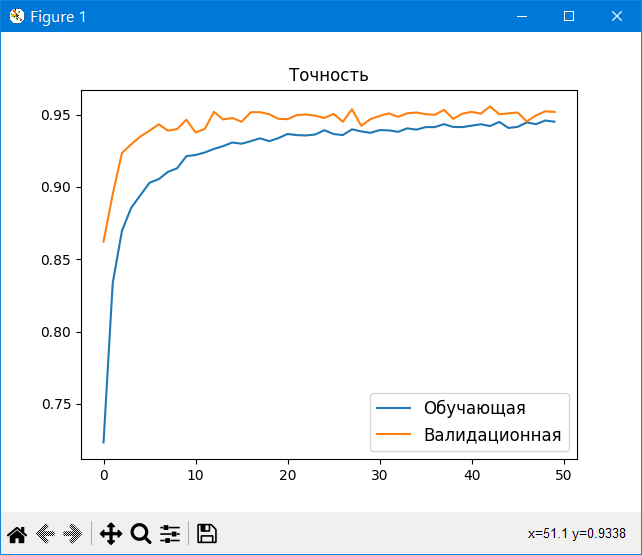 Figure 1
Точность
0.95
0.90
0.85
0.80
0.75
0 10 20 30 40 50
Обучающая
Валидационная
x=51.1 y=0.9338